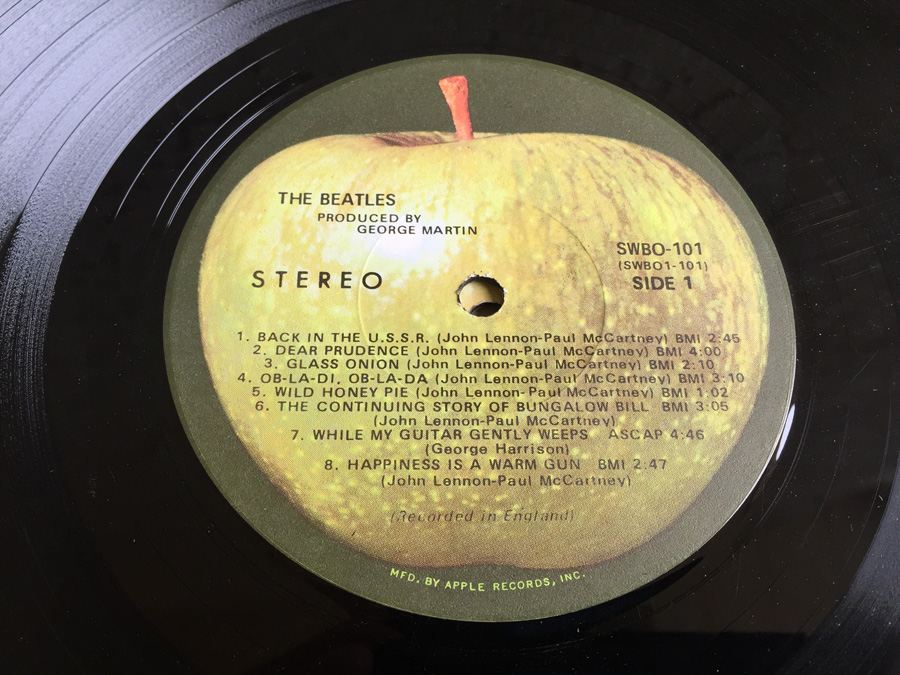 THE BEATLES
PRODUCED BY
GEORGE MARTIN
STEREO
SWBO-101
(SWBO1-101)
SIDE 1
1. BACK IN THE U.S.S.R. (John Lennon-Paul McCartney) BMI 2:45
2. DEAR PRUDENCE (John Lennon-Paul McCartney) BMI 4:00
3. GLASS ONION (John Lennon-Paul McCartney) BMI 2:10
4. OB-LA-DI, OB-LA-DA (John Lennon-Paul McCartney) BMI 3:10
5. WILD HONEY PIE (John Lennon-Paul McCartney) BMI 1:02
6. THE CONTINUING STORY OF BUNGALOW BILL BMI 3:05
(John Lennon-Paul McCartney)
7. WHILE MY GUITAR GENTLY WEEPS ASCAP 4:46
(George Harrison)
8. HAPPINESS IS A WARM GUN BMI 2:47
(John Lennon-Paul McCartney)
(Recorded in England)
MFD. BY APPLE RECORDS, INC.